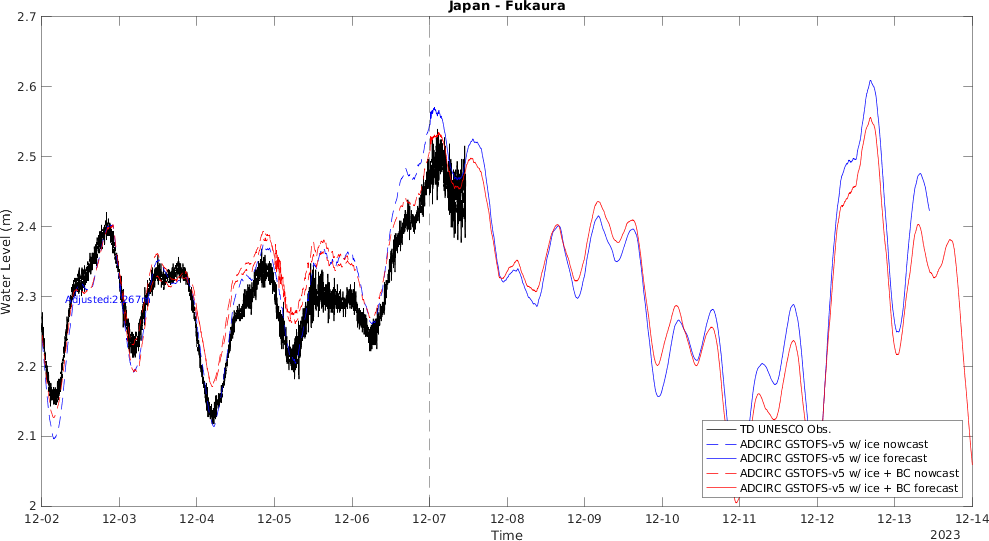 Japan - Fukaura
2.7
2.6
2.5
2.4
2.3
2.2
2.1
2
Water Level (m)
Adjusted:2.267m
TD UNESCO Obs.
ADCIRC GSTOFS-v5 w/ ice nowcast
ADCIRC GSTOFS-v5 w/ ice forecast
ADCIRC GSTOFS-v5 w/ ice + BC nowcast
ADCIRC GSTOFS-v5 w/ ice + BC forecast
12-02 12-03 12-04 12-05 12-06 12-07 12-08 12-09 12-10 12-11 12-12 12-13 12-14
Time
2023